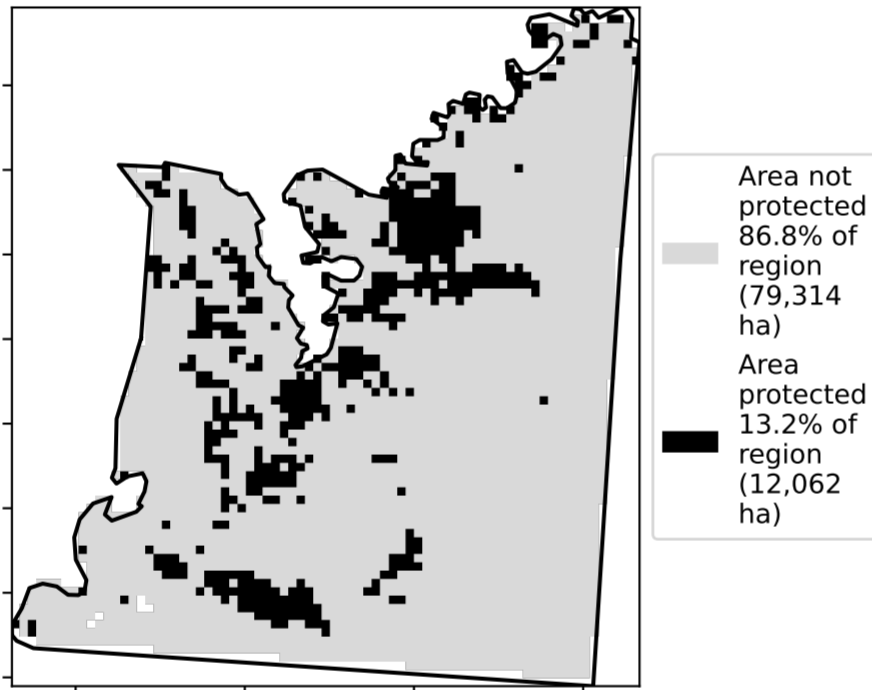 Area not
protected
86.8% of
region
(79,314
ha)
Area
protected
13.2% of
region
(12,062
ha)